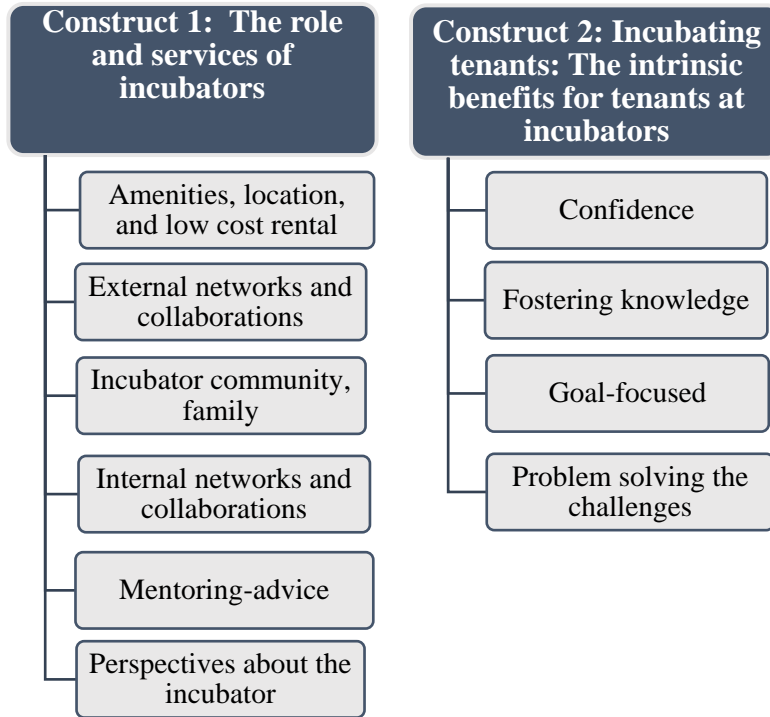 Construct 1:  The role
and services of
incubators
Amenities, location,
and low cost rental
External networks and
collaborations
Incubator community,
family
Internal networks and
collaborations
Mentoring-advice
Perspectives about the
incubator
Construct 2: Incubating
tenants: The intrinsic
benefits for tenants at
incubators
Confidence
Fostering knowledge
Goal-focused
Problem solving the
challenges